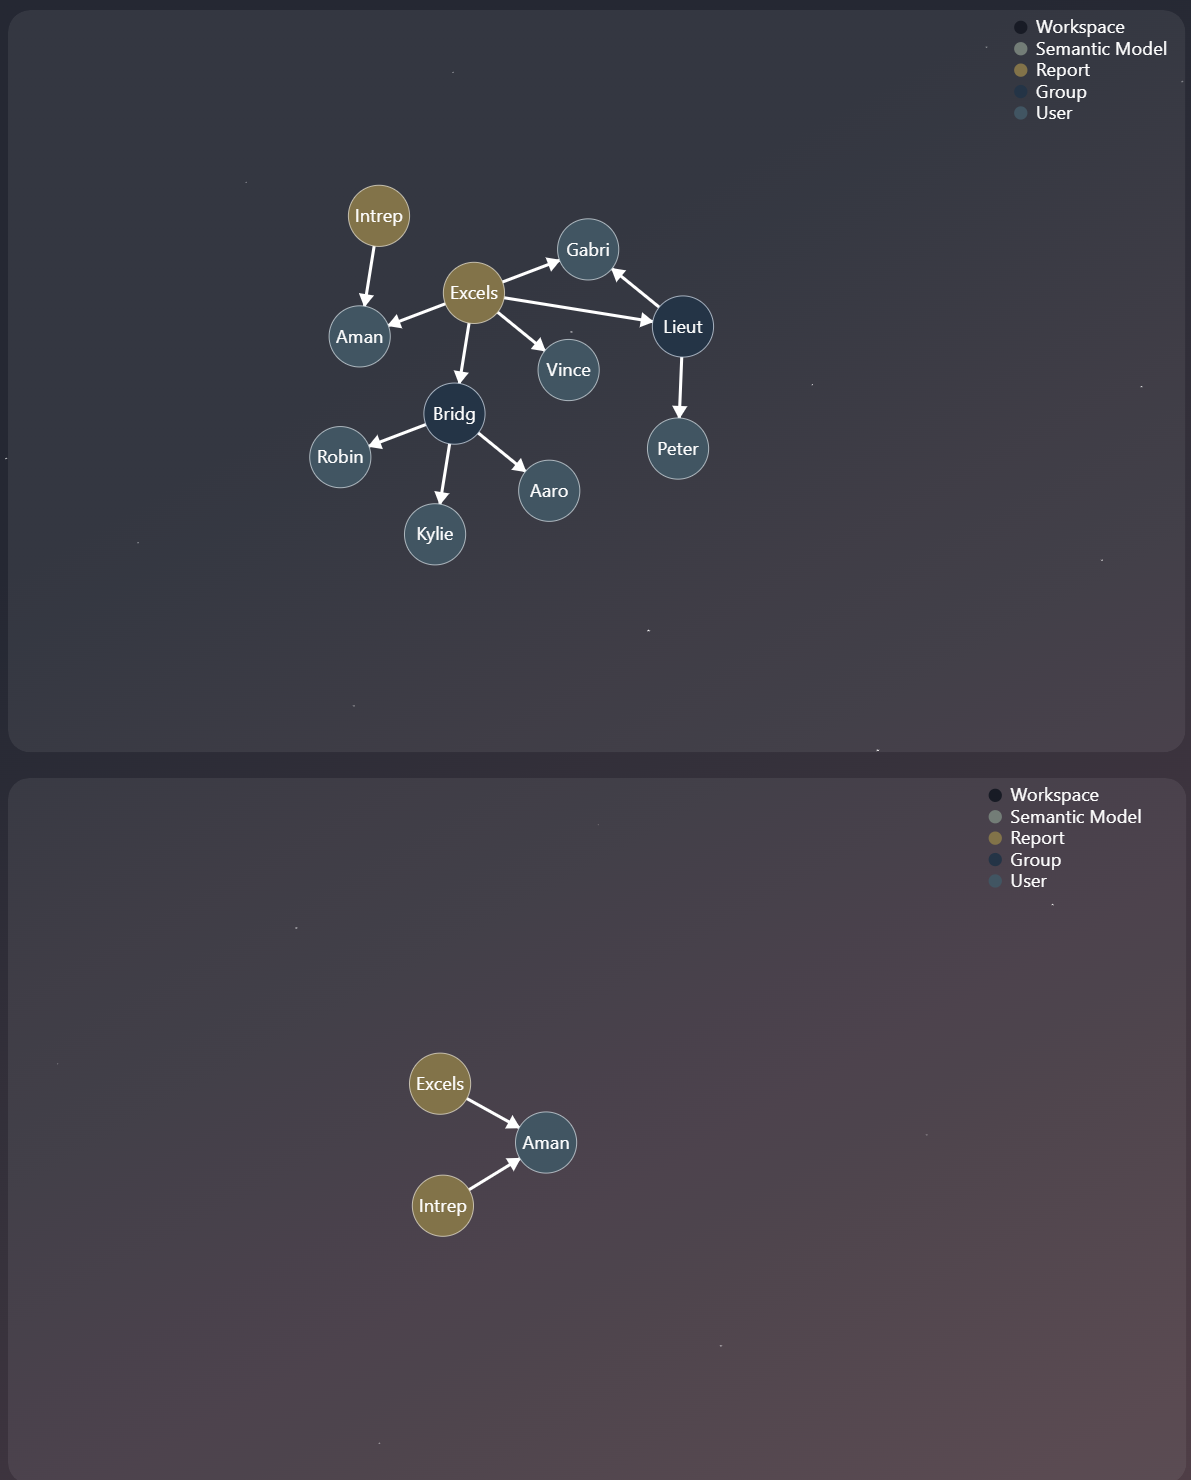 Workspace
Semantic Model
Report
Group
User
Intrep
Gabri
Excels
Lieut
Aman
Vince
Bridg
Peter
Robin
Aaro
Kylie
Workspace
Semantic Model
Report
Group
User
Excels
Aman
Intrep